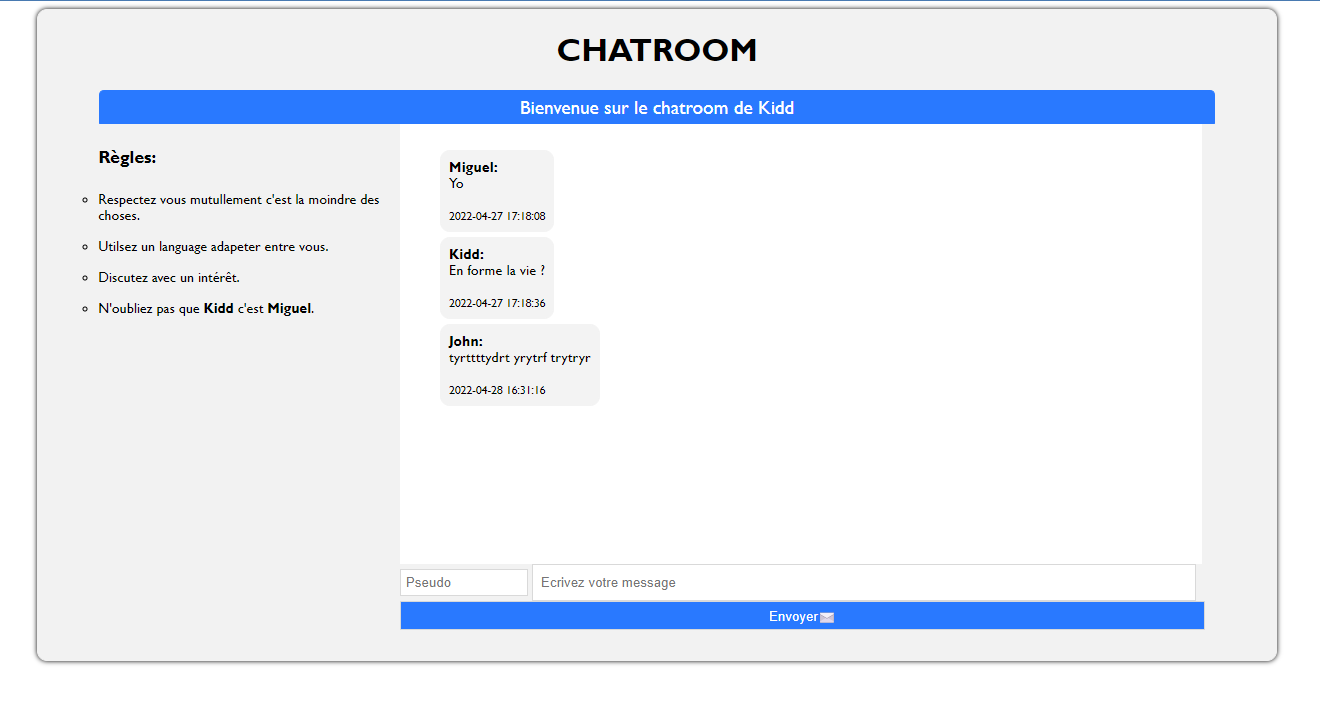 CHATROOM
Bienvenue sur le chatroom de Kidd
Règles:
Respectez vous mutullement c'est la moindre des
choses.
Utilsez un language adapeter entre vous.
Discutez avec un intérêt.
N'oubliez pas que Kidd c'est Miguel.
Miguel:
Yo
2022-04-27 17:18:08
Kidd:
En forme la vie ?
2022-04-27 17:18:36
John:
tyrttttydrt yrytrf trytryr
2022-04-28 16:31:16
Pseudo
Ecrivez votre message
Envoyer